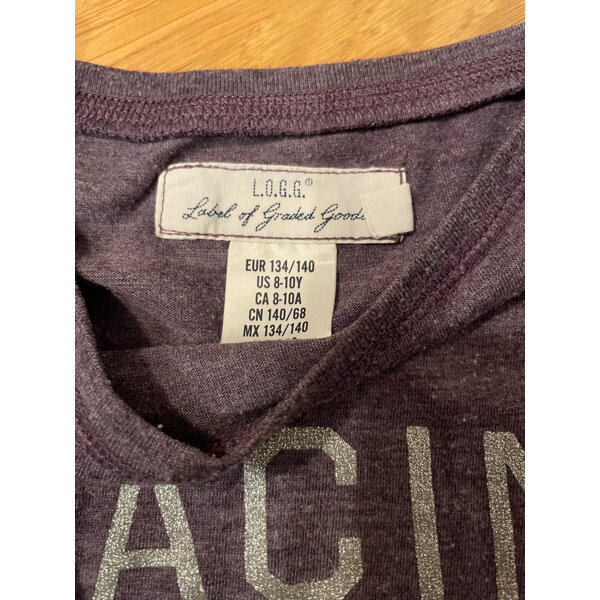 L.O.G.G.®
Label of Graded Goods
EUR 134/140
US 8-10Y
CA 8-10A
CN 140/68
MX 134/140
ACIN